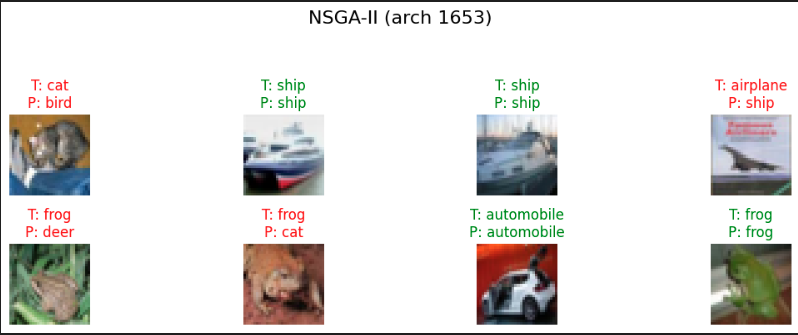 NSGA-II (arch 1653)
T: cat
P: bird
T: ship
P: ship
T: ship
P: ship
T: airplane
P: ship
T: frog
P: deer
T: frog
P: cat
T: automobile
P: automobile
T: frog
P: frog